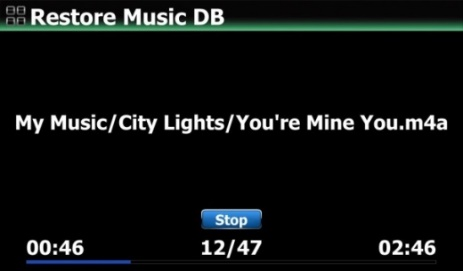 Restore Music DB
My Music/City Lights/You're Mine You.m4a
Stop
00:46 12/47 02:46